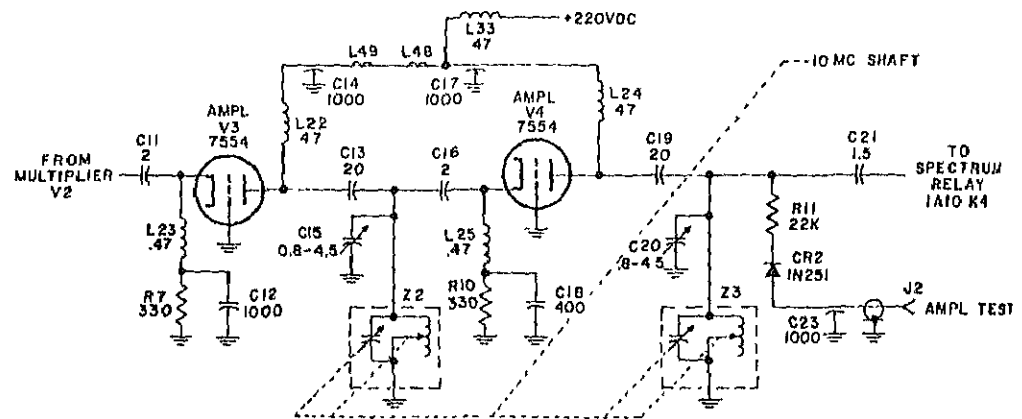 +220VDC
L33
47
10 MC SHAFT
L49
L48
C14
1000
C17
1000
AMPL
V3
7554
L22
47
AMPL
V4
7554
L24
47
C11
2
FROM
MULTIPLIER
V2
C13
20
C16
2
C19
20
C21
1.5
TO
SPECTRUM
RELAY
1A10 K4
L23
.47
C15
0.8-4.5
L25
.47
C20
.8-4.5
R11
22K
CR2
1N251
J2
AMPL TEST
R7
330
C12
1000
Z2
R10
330
C18
400
Z3
C23
1000